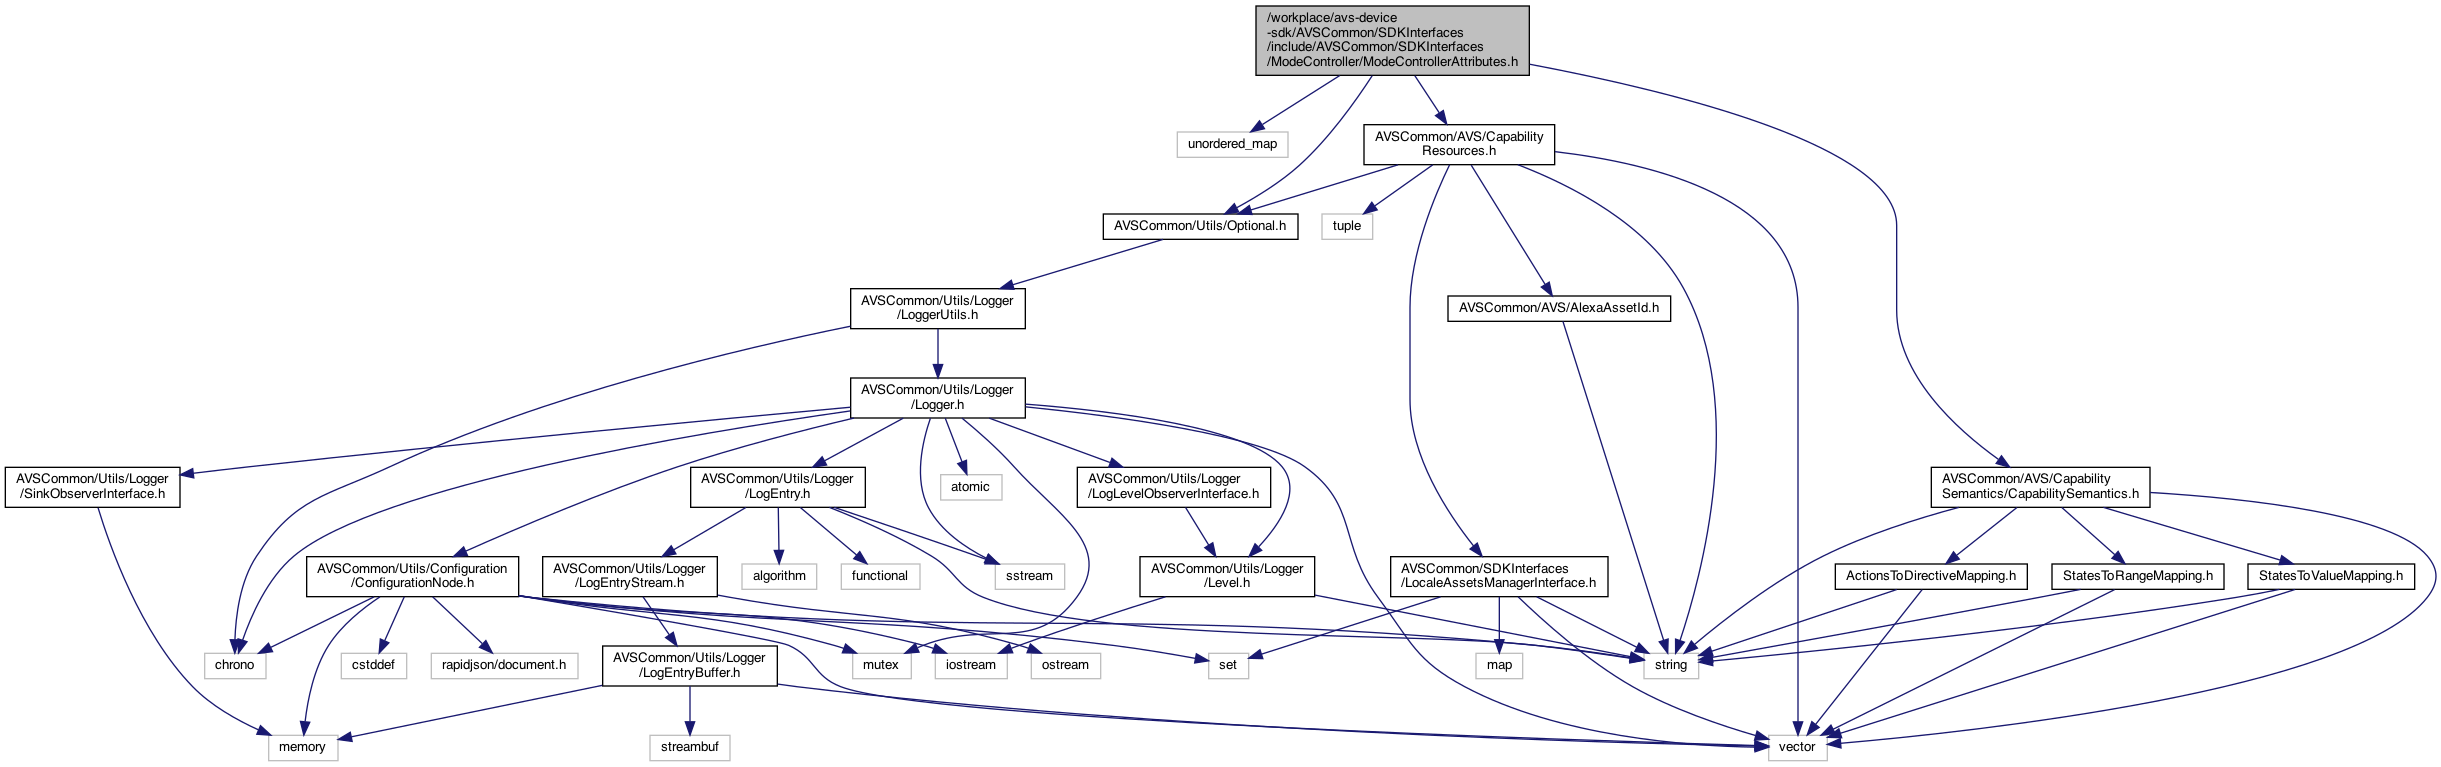 /workplace/avs-device
-sdk/AVSCommon/SDKInterfaces
/include/AVSCommon/SDKInterfaces
/ModeController/ModeControllerAttributes.h
unordered_map
AVSCommon/AVS/Capability
Resources.h
AVSCommon/Utils/Optional.h
tuple
AVSCommon/Utils/Logger
/LoggerUtils.h
AVSCommon/AVS/AlexaAssetId.h
AVSCommon/Utils/Logger
/Logger.h
AVSCommon/Utils/Logger
/SinkObserverInterface.h
AVSCommon/Utils/Logger
/LogEntry.h
atomic
AVSCommon/Utils/Logger
/LogLevelObserverInterface.h
AVSCommon/AVS/Capability
Semantics/CapabilitySemantics.h
AVSCommon/Utils/Configuration
/ConfigurationNode.h
AVSCommon/Utils/Logger
/LogEntryStream.h
algorithm
functional
sstream
AVSCommon/Utils/Logger
/Level.h
AVSCommon/SDKInterfaces
/LocaleAssetsManagerInterface.h
ActionsToDirectiveMapping.h
StatesToRangeMapping.h
StatesToValueMapping.h
chrono
cstddef
rapidjson/document.h
AVSCommon/Utils/Logger
/LogEntryBuffer.h
mutex
iostream
ostream
set
map
string
memory
streambuf
vector